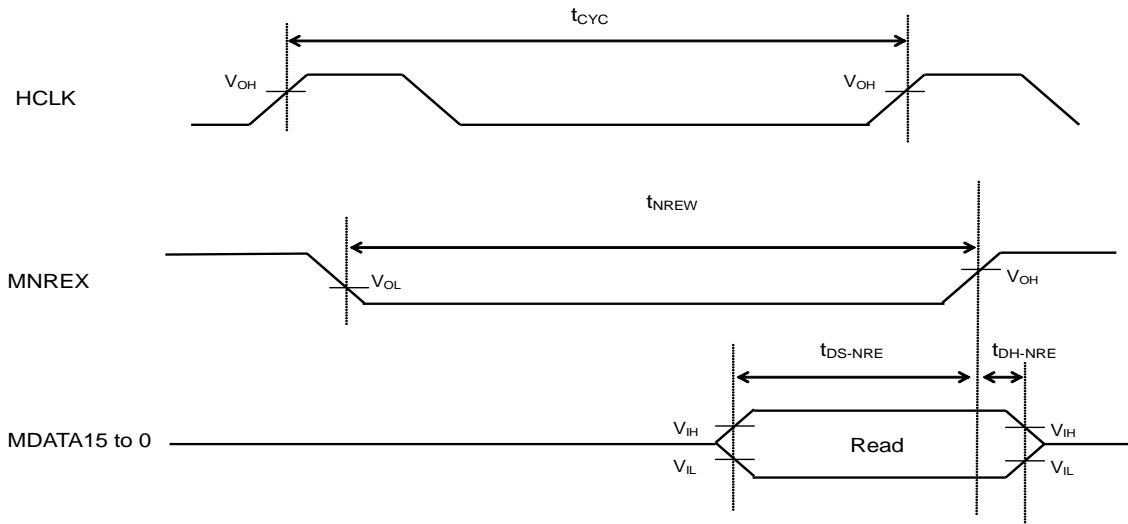 tCYC
HCLK
VOH
VOH
tNREW
MNREX
VOL
VOH
tDS-NRE
tDH-NRE
MDATA15 to 0
VIH
VIL
Read
VIH
VIL